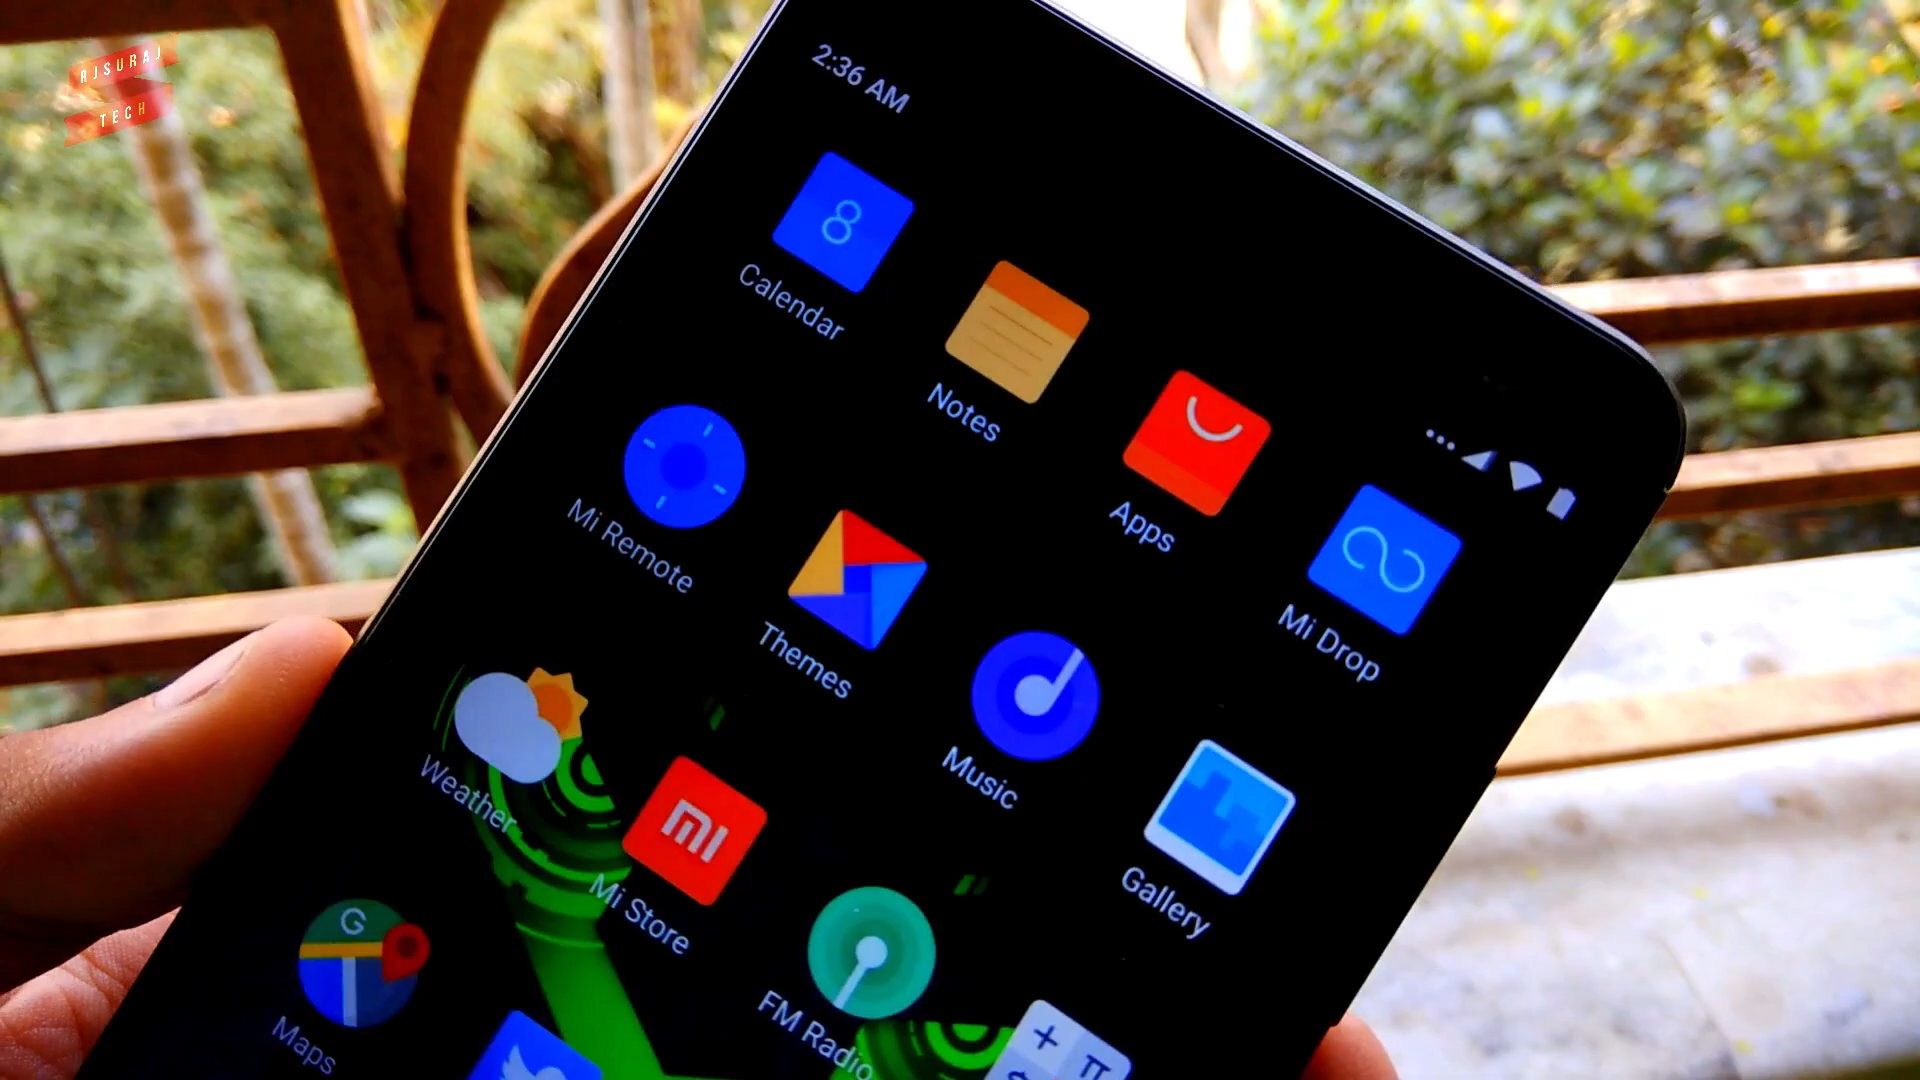 RJSURAJ
TECH
2:36 AM
8
Calendar
Notes
Apps
Mi Drop
Mi Remote
Themes
Music
Gallery
Weather
mi
Mi Store
FM Radio
G
Maps
+
π